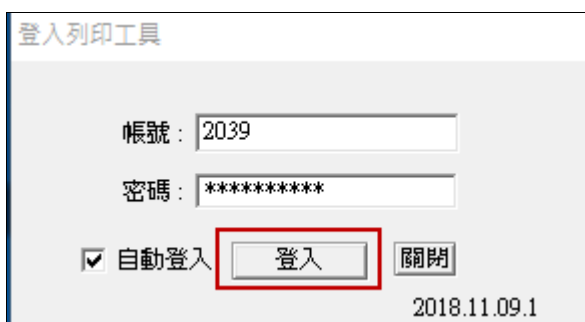 登入列印工具
帳號： 2039
密碼： **********
自動登入 登入 關閉
2018.11.09.1